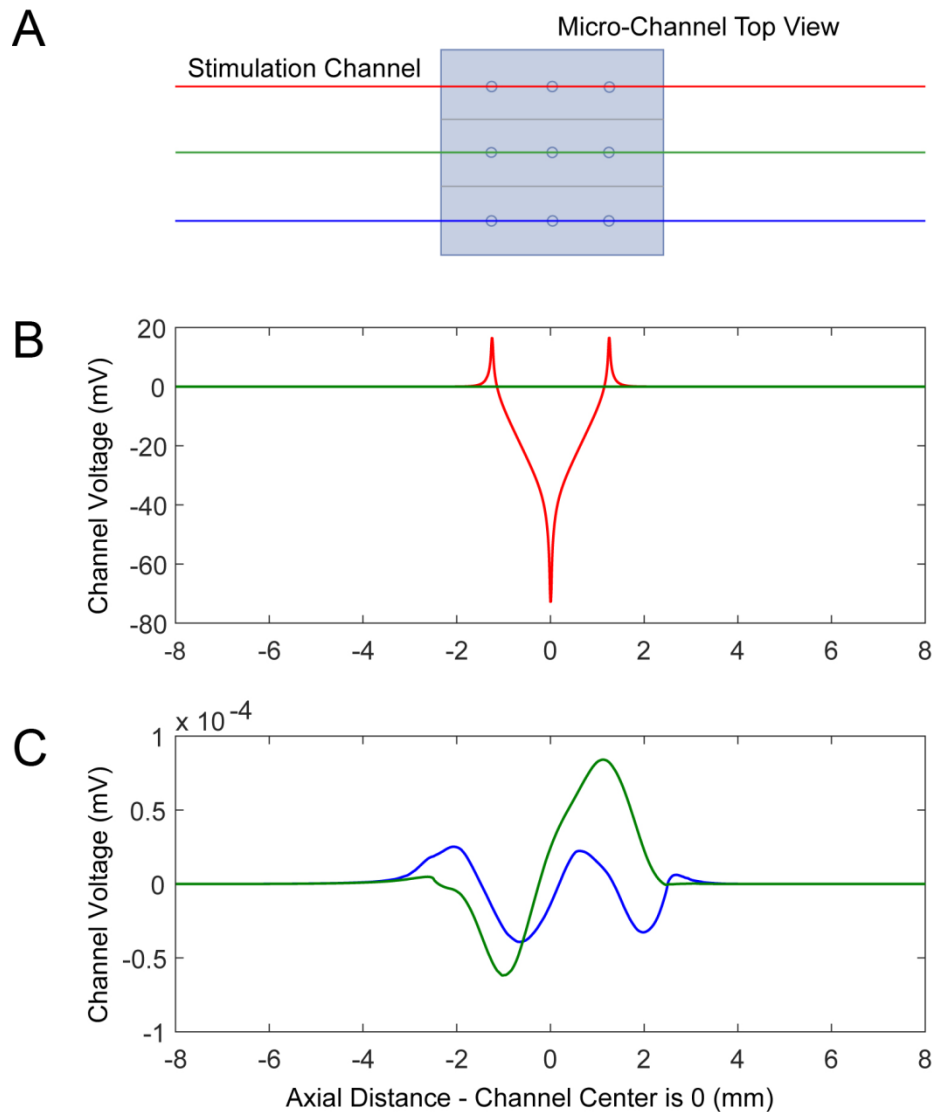 A
Micro-Channel Top View
Stimulation Channel
B
Channel Voltage (mV)
20
0
-20
-40
-60
-80
-8 -6 -4 -2 0 2 4 6 8
C
x 10^-4
Channel Voltage (mV)
1
0.5
0
-0.5
-1
-8 -6 -4 -2 0 2 4 6 8
Axial Distance - Channel Center is 0 (mm)